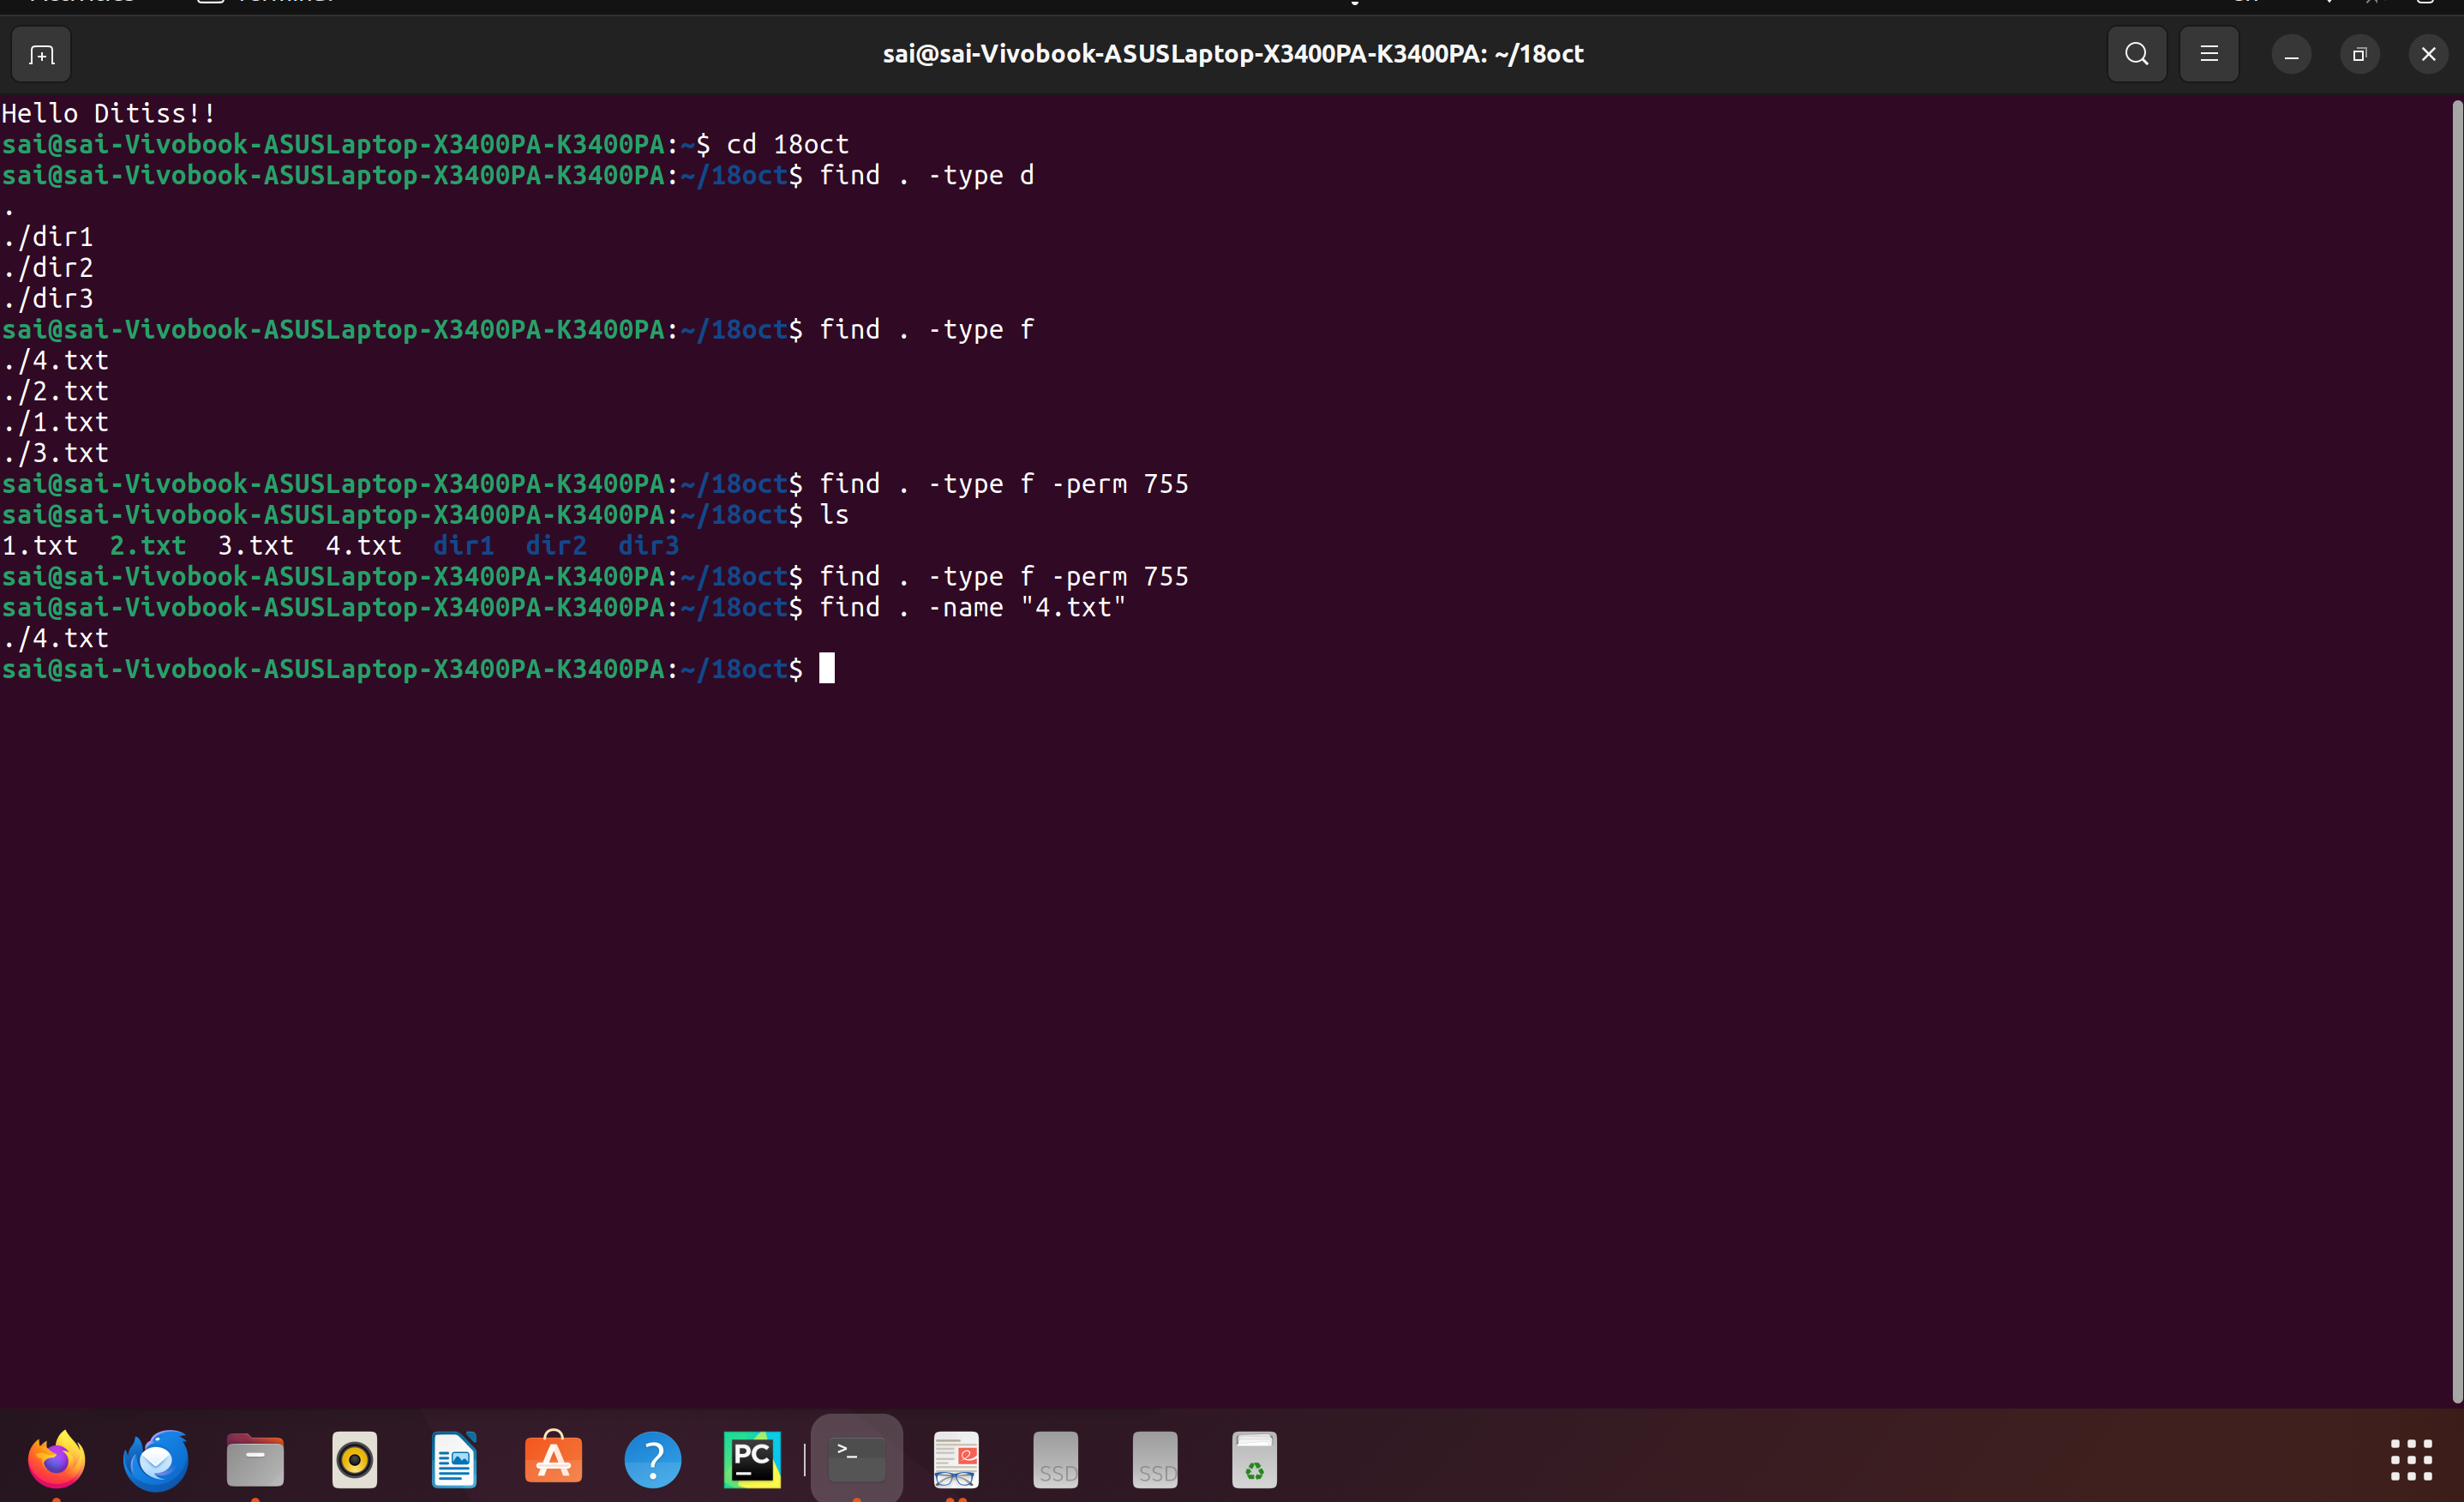 sai@sai-Vivobook-ASUSLaptop-X3400PA-K3400PA: ~/18oct
Hello Ditiss!!
sai@sai-Vivobook-ASUSLaptop-X3400PA-K3400PA:~$ cd 18oct
sai@sai-Vivobook-ASUSLaptop-X3400PA-K3400PA:~/18oct$ find . -type d
.
./dir1
./dir2
./dir3
sai@sai-Vivobook-ASUSLaptop-X3400PA-K3400PA:~/18oct$ find . -type f
./4.txt
./2.txt
./1.txt
./3.txt
sai@sai-Vivobook-ASUSLaptop-X3400PA-K3400PA:~/18oct$ find . -type f -perm 755
sai@sai-Vivobook-ASUSLaptop-X3400PA-K3400PA:~/18oct$ ls
1.txt  2.txt  3.txt  4.txt  dir1  dir2  dir3
sai@sai-Vivobook-ASUSLaptop-X3400PA-K3400PA:~/18oct$ find . -type f -perm 755
sai@sai-Vivobook-ASUSLaptop-X3400PA-K3400PA:~/18oct$ find . -name "4.txt"
./4.txt
sai@sai-Vivobook-ASUSLaptop-X3400PA-K3400PA:~/18oct$
PC
SSD
SSD